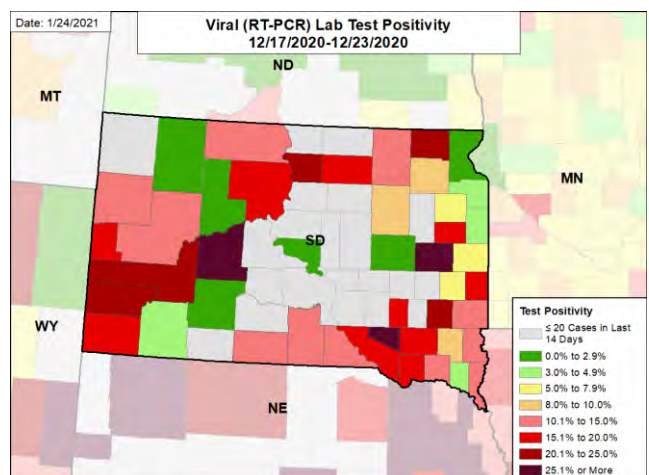 Date: 1/24/2021
Viral (RT-PCR) Lab Test Positivity
12/17/2020-12/23/2020
ND
MT
MN
SD
WY
NE
Test Positivity
≤ 20 Cases in Last
14 Days
0.0% to 2.9%
3.0% to 4.9%
5.0% to 7.9%
8.0% to 10.0%
10.1% to 15.0%
15.1% to 20.0%
20.1% to 25.0%
25.1% or More